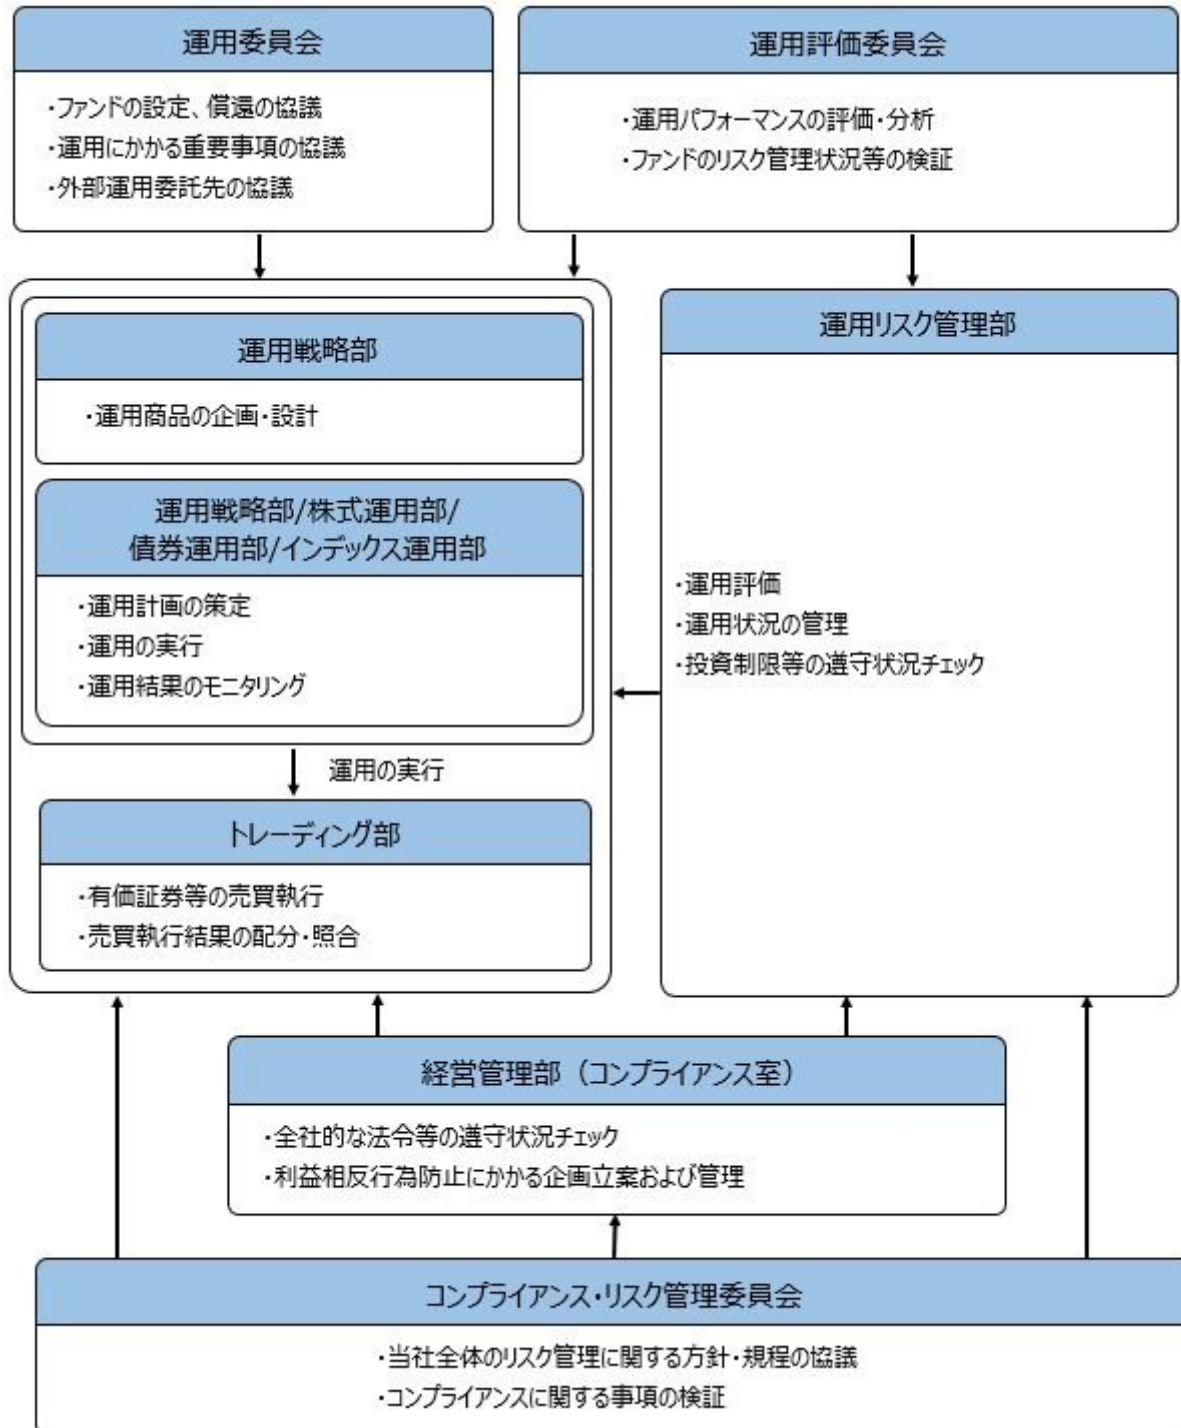 運用委員会
・ファンドの設定、償還の協議
・運用にかかる重要事項の協議
・外部運用委託先の協議
運用評価委員会
・運用パフォーマンスの評価・分析
・ファンドのリスク管理状況等の検証
運用戦略部
・運用商品の企画・設計
運用戦略部/株式運用部/
債券運用部/インデックス運用部
・運用計画の策定
・運用の実行
・運用結果のモニタリング
運用の実行
トレーディング部
・有価証券等の売買執行
・売買執行結果の配分・照合
運用リスク管理部
・運用評価
・運用状況の管理
・投資制限等の遵守状況チェック
経営管理部（コンプライアンス室）
・全社的な法令等の遵守状況チェック
・利益相反行為防止にかかる企画立案および管理
コンプライアンス・リスク管理委員会
・当社全体のリスク管理に関する方針・規程の協議
・コンプライアンスに関する事項の検証